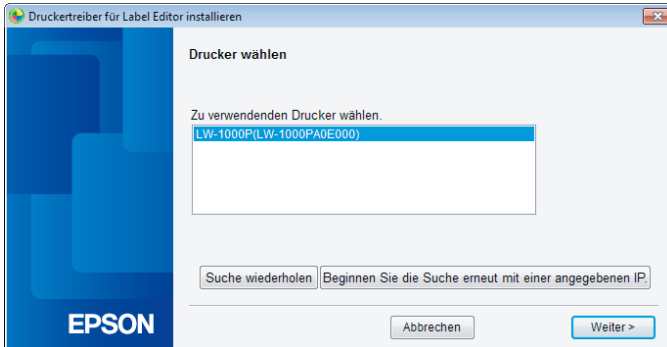 Druckertreiber für Label Editor installieren
Drucker wählen
Zu verwendenden Drucker wählen.
LW-1000P(LW-1000PA0E000)
Suche wiederholen Beginnen Sie die Suche erneut mit einer angegebenen IP.
EPSON Abbrechen Weiter >